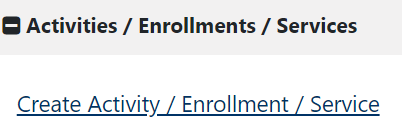 Activities / Enrollments / Services
Create Activity / Enrollment / Service